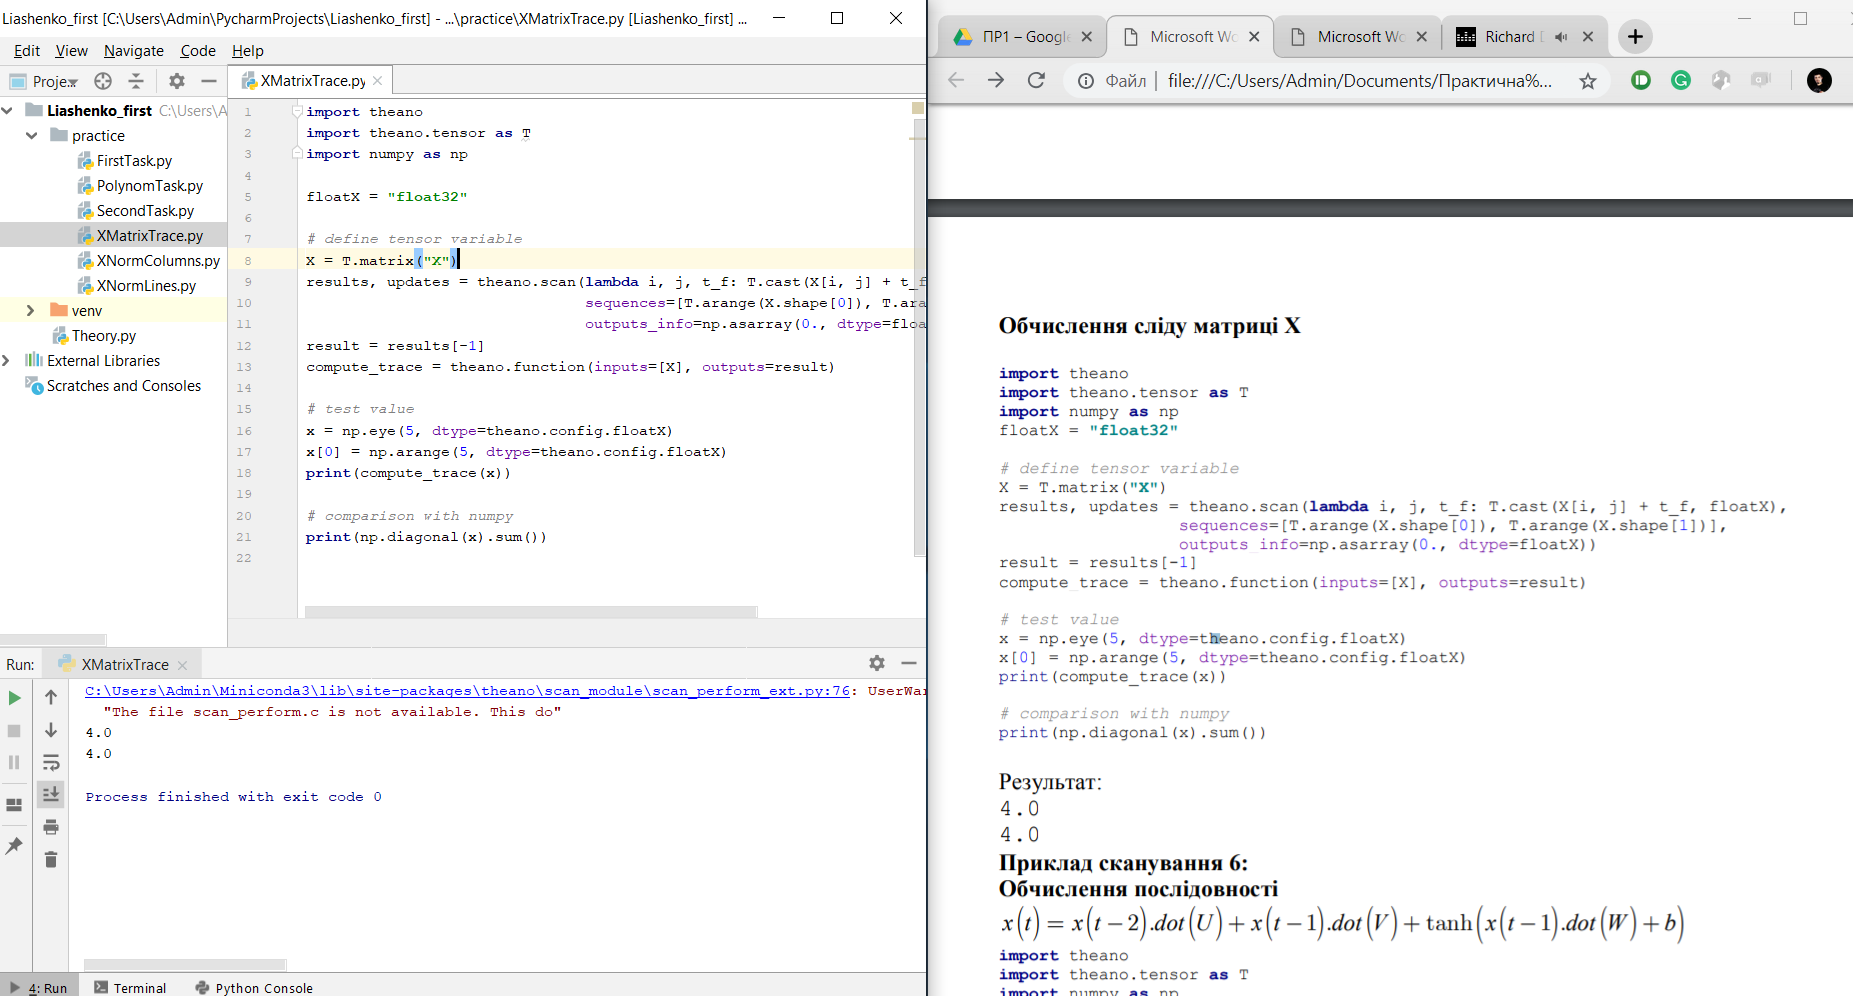 Liashenko_first [C:\Users\Admin\PycharmProjects\Liashenko_first] - ...\practice\XMatrixTrace.py [Liashenko_first] ...
Edit View Navigate Code Help
Proje
XMatrixTrace.py
Liashenko_first C:\Users\A
practice
FirstTask.py
PolynomTask.py
SecondTask.py
XMatrixTrace.py
XNormColumns.py
XNormLines.py
venv
Theory.py
External Libraries
Scratches and Consoles
1 import theano
2 import theano.tensor as T
3 import numpy as np
4
5 floatX = "float32"
6
7 # define tensor variable
8 X = T.matrix("X")
9 results, updates = theano.scan(lambda i, j, t_f: T.cast(X[i, j] + t_f
10 sequences=[T.arange(X.shape[0]), T.ara
11 outputs_info=np.asarray(0., dtype=floa
12 result = results[-1]
13 compute_trace = theano.function(inputs=[X], outputs=result)
14
15 # test value
16 x = np.eye(5, dtype=theano.config.floatX)
17 x[0] = np.arange(5, dtype=theano.config.floatX)
18 print(compute_trace(x))
19
20 # comparison with numpy
21 print(np.diagonal(x).sum())
22
Run: XMatrixTrace
C:\Users\Admin\Miniconda3\lib\site-packages\theano\scan_module\scan_perform_ext.py:76: UserWar
"The file scan_perform.c is not available. This do"
4.0
4.0
Process finished with exit code 0
4: Run Terminal Python Console
ПР1 – Google Microsoft Wo Microsoft Wo Richard
Файл file:///C:/Users/Admin/Documents/Практична%...
Обчислення сліду матриці X
import theano
import theano.tensor as T
import numpy as np
floatX = "float32"
# define tensor variable
X = T.matrix("X")
results, updates = theano.scan(lambda i, j, t_f: T.cast(X[i, j] + t_f, floatX),
sequences=[T.arange(X.shape[0]), T.arange(X.shape[1])],
outputs_info=np.asarray(0., dtype=floatX))
result = results[-1]
compute_trace = theano.function(inputs=[X], outputs=result)
# test value
x = np.eye(5, dtype=theano.config.floatX)
x[0] = np.arange(5, dtype=theano.config.floatX)
print(compute_trace(x))
# comparison with numpy
print(np.diagonal(x).sum())
Результат:
4.0
4.0
Приклад сканування 6:
Обчислення послідовності
x(t) = x(t − 2).dot(U) + x(t − 1).dot(V) + tanh(x(t − 1).dot(W) + b)
import theano
import theano.tensor as T
import numpy as np